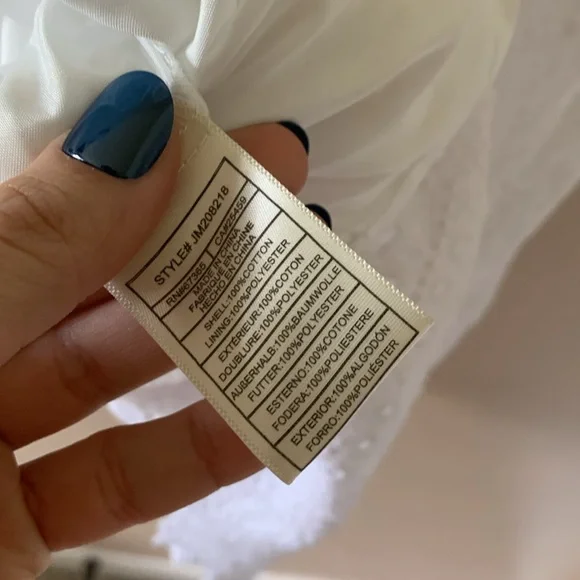 STYLE# JM208218
RN#67365 CA#25459
MADE IN CHINA
FABRIQUÉ EN CHINE
HECHO EN CHINA
SHELL:100%COTTON
LINING:100%POLYESTER
EXTÉRIEUR:100%COTON
DOUBLURE:100%POLYESTER
AUßERHALB:100%BAUMWOLLE
FUTTER:100%POLYESTER
ESTERNO:100%COTONE
FODERA:100%POLIESTERE
EXTERIOR:100%ALGODÓN
FORRO:100%POLIÉSTER